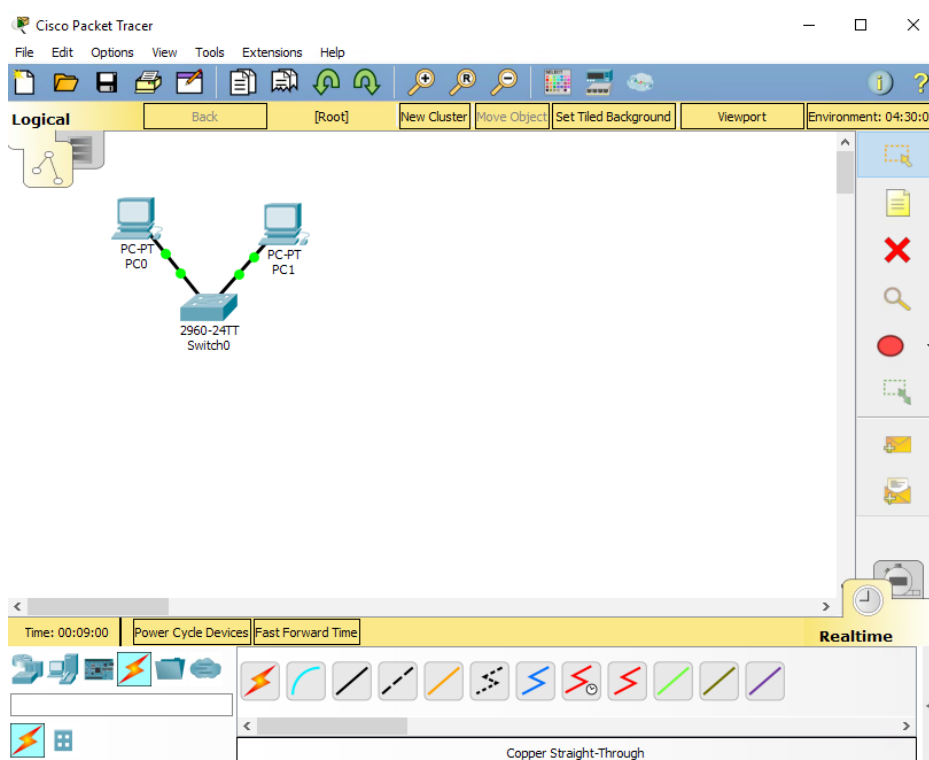 Cisco Packet Tracer
File Edit Options View Tools Extensions Help
Logical Back [Root] New Cluster Move Object Set Tiled Background Viewport Environment: 04:30:0
PC-PT
PC0
PC-PT
PC1
2960-24TT
Switch0
Time: 00:09:00 Power Cycle Devices Fast Forward Time Realtime
Copper Straight-Through